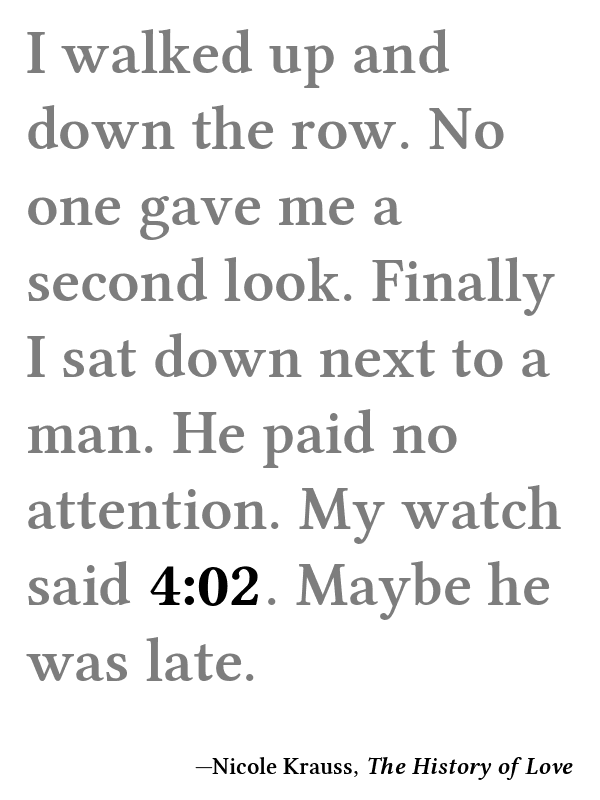 I walked up and
down the row. No
one gave me a
second look. Finally
I sat down next to a
man. He paid no
attention. My watch
said 4:02. Maybe he
was late.
—Nicole Krauss, The History of Love